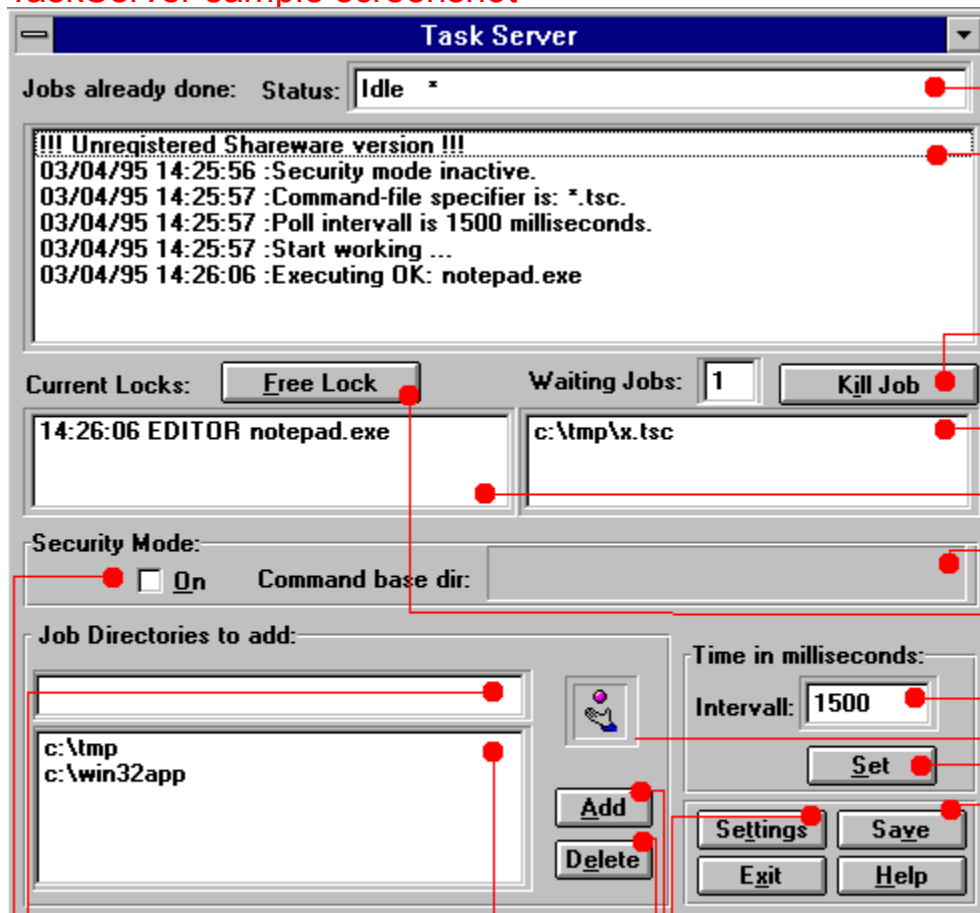 TaskServer sample screenshot
Task Server
Jobs already done: Status: Idle *
!!! Unregistered Shareware version !!!
03/04/95 14:25:56 :Security mode inactive.
03/04/95 14:25:57 :Command-file specifier is: *.tsc.
03/04/95 14:25:57 :Poll intervall is 1500 milliseconds.
03/04/95 14:25:57 :Start working ...
03/04/95 14:26:06 :Executing OK: notepad.exe
Current Locks: Free Lock Waiting Jobs: 1 Kill Job
14:26:06 EDITOR notepad.exe
c:\tmp\x.tsc
Security Mode:
On Command base dir:
Job Directories to add:
c:\tmp
c:\win32app
Add
Delete
Time in milliseconds:
Intervall: 1500
Set
Settings Save
Exit Help